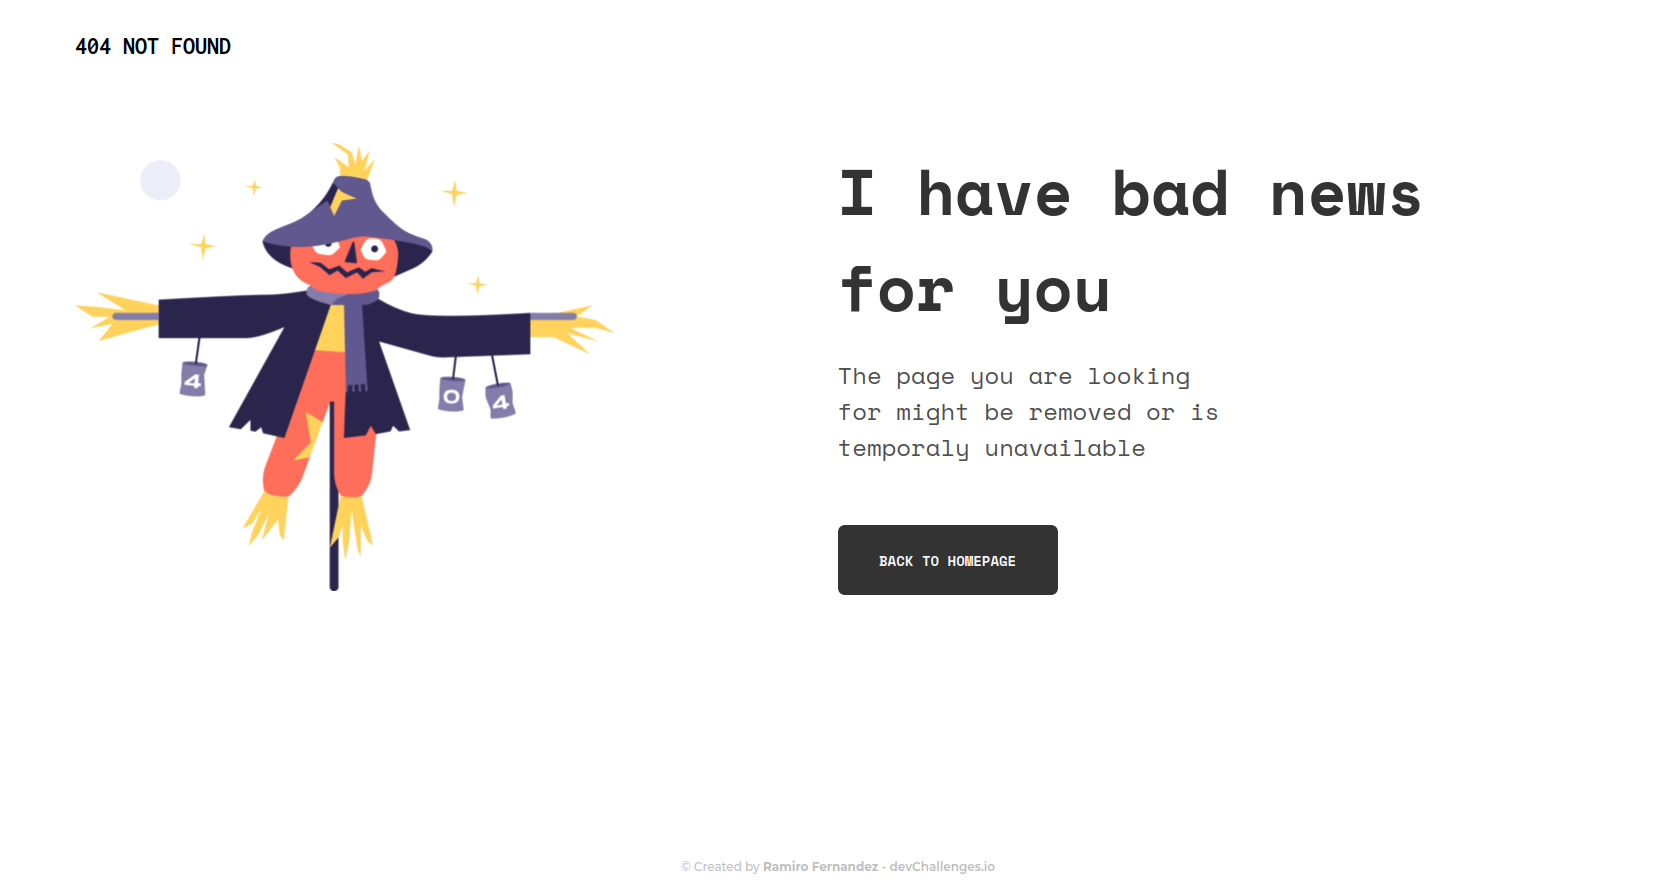 404 NOT FOUND
I have bad news
for you
The page you are looking
for might be removed or is
temporaly unavailable
BACK TO HOMEPAGE
4
0
4
© Created by Ramiro Fernandez - devChallenges.io